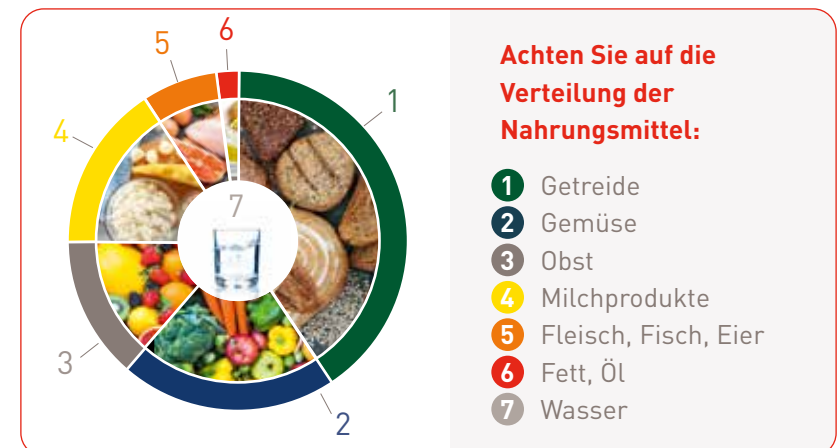 5
6
1
4
7
3
2
Achten Sie auf die
Verteilung der
Nahrungsmittel:
1 Getreide
2 Gemüse
3 Obst
4 Milchprodukte
5 Fleisch, Fisch, Eier
6 Fett, Öl
7 Wasser